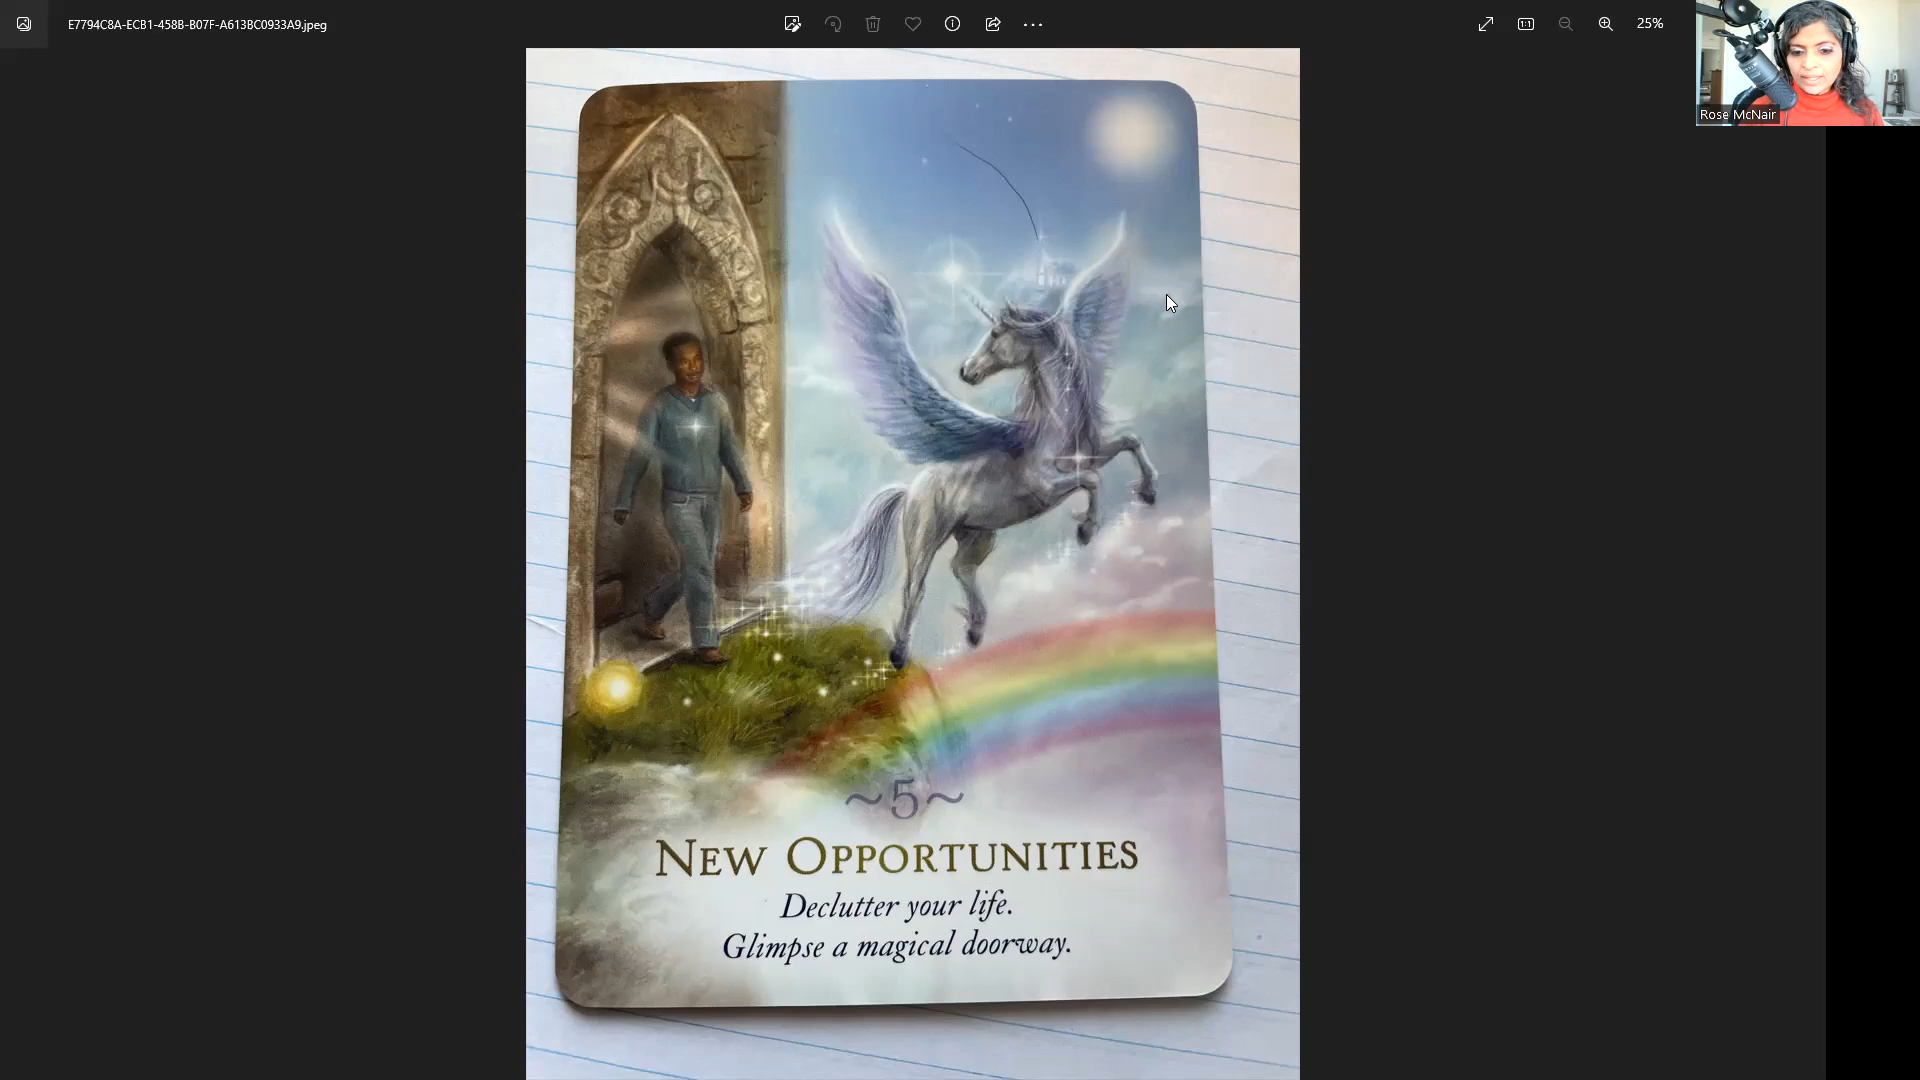 E7794C8A-ECB1-458B-B07F-A613BC0933A9.jpeg
25%
Rose McNair
~5~
NEW OPPORTUNITIES
Declutter your life.
Glimpse a magical doorway.